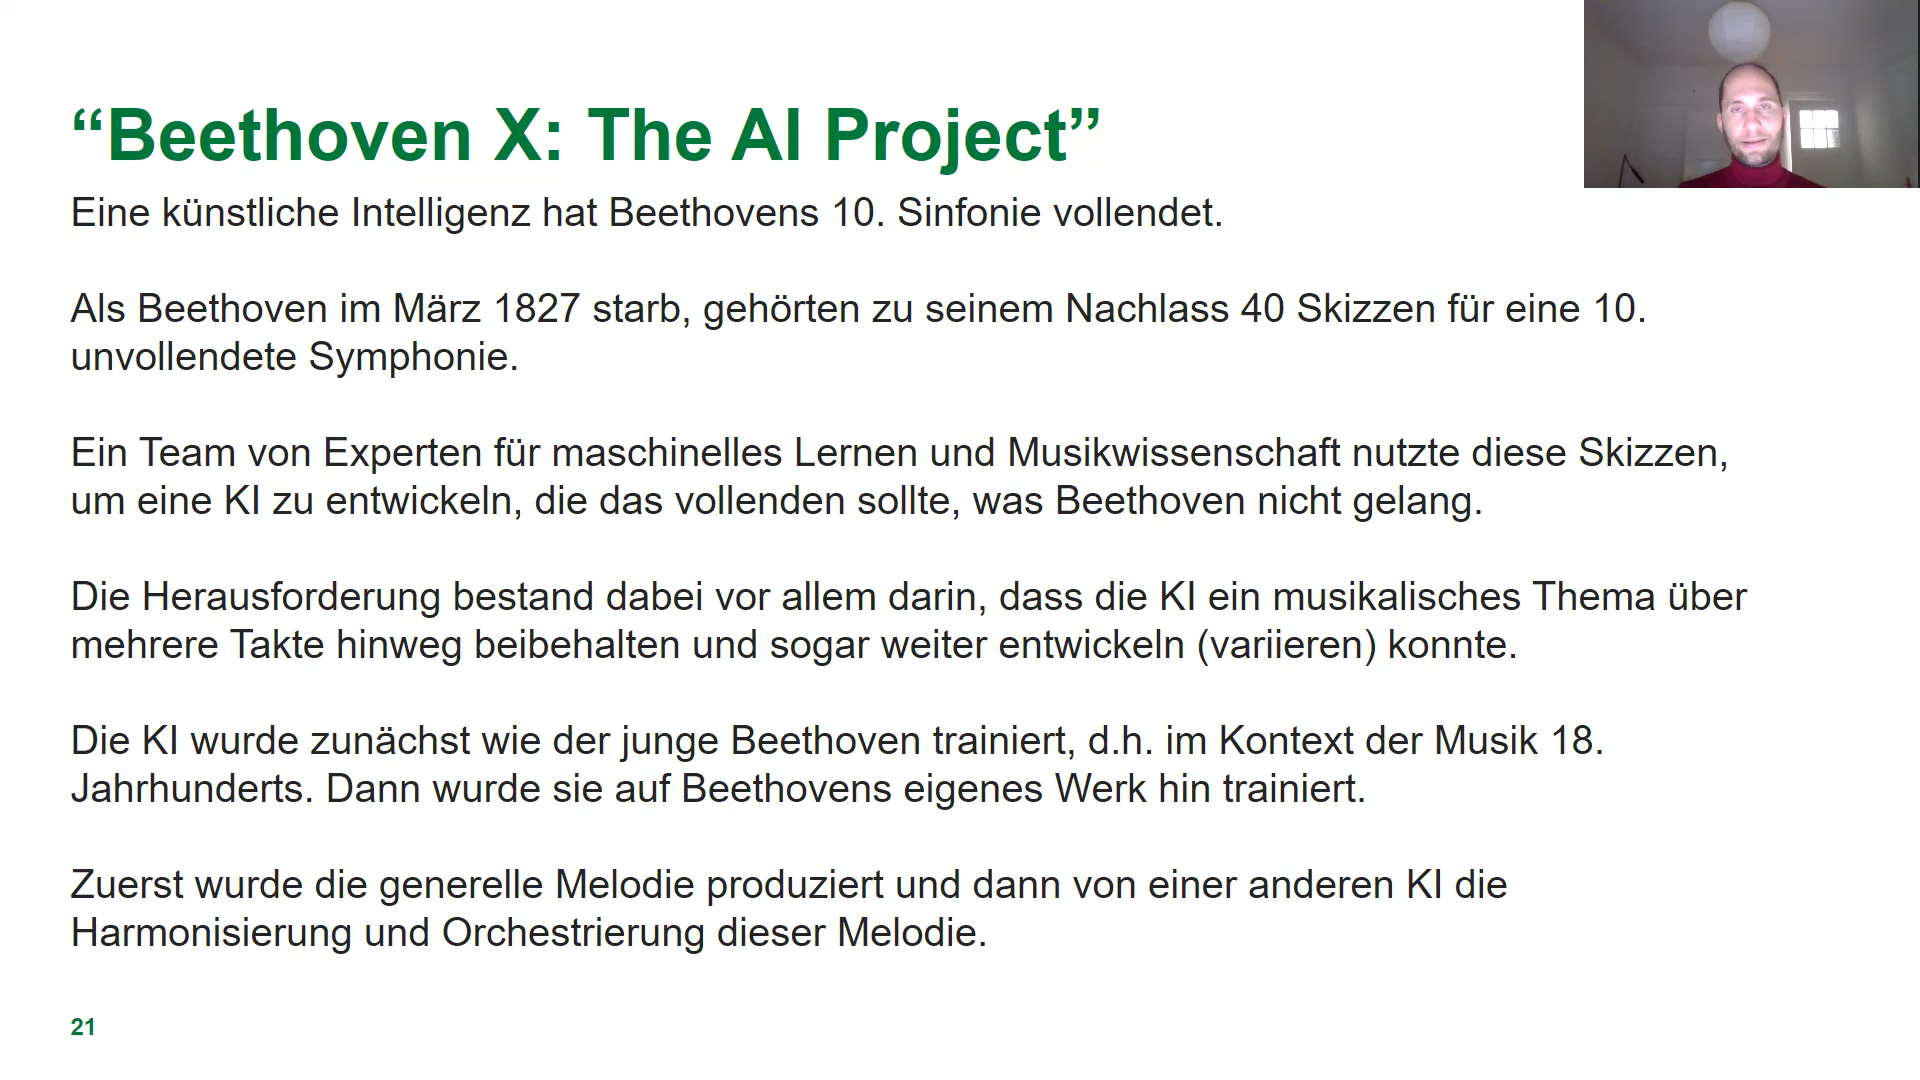 “Beethoven X: The AI Project”
Eine künstliche Intelligenz hat Beethovens 10. Sinfonie vollendet.
Als Beethoven im März 1827 starb, gehörten zu seinem Nachlass 40 Skizzen für eine 10.
unvollendete Symphonie.
Ein Team von Experten für maschinelles Lernen und Musikwissenschaft nutzte diese Skizzen,
um eine KI zu entwickeln, die das vollenden sollte, was Beethoven nicht gelang.
Die Herausforderung bestand dabei vor allem darin, dass die KI ein musikalisches Thema über
mehrere Takte hinweg beibehalten und sogar weiter entwickeln (variieren) konnte.
Die KI wurde zunächst wie der junge Beethoven trainiert, d.h. im Kontext der Musik 18.
Jahrhunderts. Dann wurde sie auf Beethovens eigenes Werk hin trainiert.
Zuerst wurde die generelle Melodie produziert und dann von einer anderen KI die
Harmonisierung und Orchestrierung dieser Melodie.
21